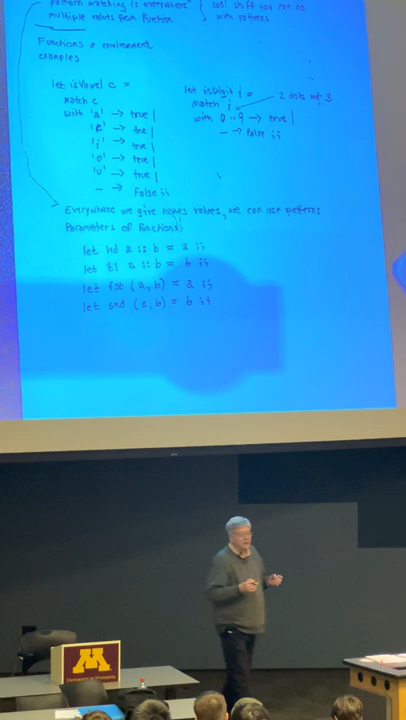 pattern matching is everywhere"
multiple values from function
cool stuff you can do
with patterns
Functions & environment
examples
let isVowel c =
match c
with 'a' -> true |
'e' -> true |
'i' -> true |
'o' -> true |
'u' -> true |
_ -> false ;;
let isDigit i =
match i
with 0 .. 9 -> true |
_ -> false ;;
2 dots not 3
Everywhere we give names values, we can use patterns
Parameters of functions:
let hd a :: b = a ;;
let tl a :: b = b ;;
let fst (a, b) = a ;;
let snd (a, b) = b ;;
M
UNIVERSITY OF MINNESOTA